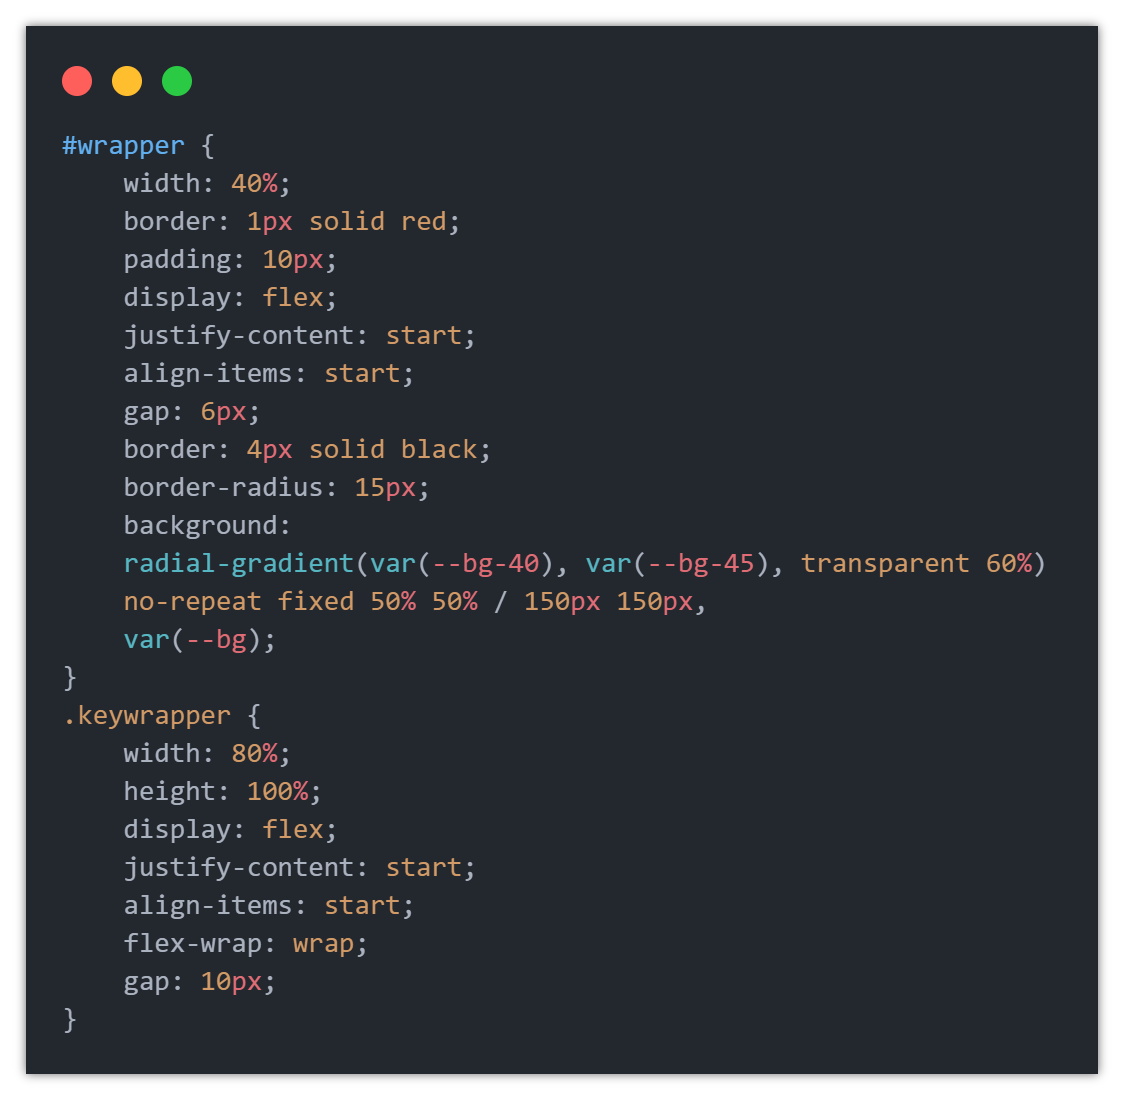 #wrapper {
    width: 40%;
    border: 1px solid red;
    padding: 10px;
    display: flex;
    justify-content: start;
    align-items: start;
    gap: 6px;
    border: 4px solid black;
    border-radius: 15px;
    background:
    radial-gradient(var(--bg-40), var(--bg-45), transparent 60%)
    no-repeat fixed 50% 50% / 150px 150px,
    var(--bg);
}
.keywrapper {
    width: 80%;
    height: 100%;
    display: flex;
    justify-content: start;
    align-items: start;
    flex-wrap: wrap;
    gap: 10px;
}